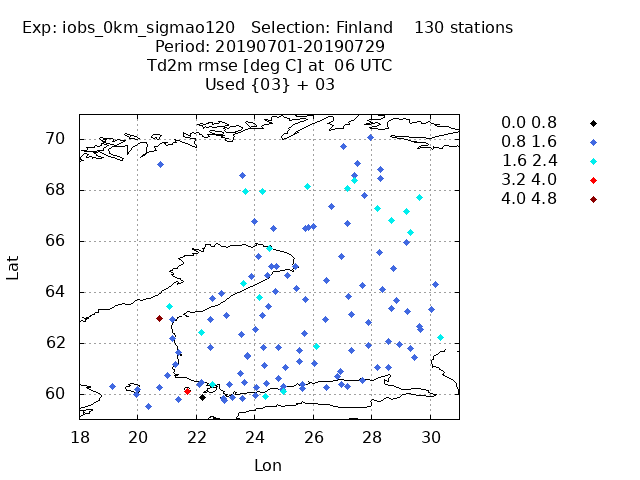 Exp: iobs_0km_sigmao120 Selection: Finland 130 stations
Period: 20190701-20190729
Td2m rmse [deg C] at 06 UTC
Used {03} + 03
0.0 0.8
0.8 1.6
1.6 2.4
3.2 4.0
4.0 4.8
70
68
66
64
62
60
Lat
18 20 22 24 26 28 30
Lon